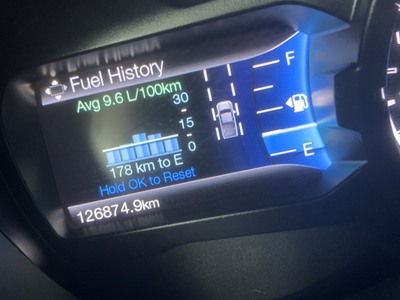 Fuel History
Avg 9.6 L/100km
30
15
0
178 km to E
Hold OK to Reset
126874.9km
F
E